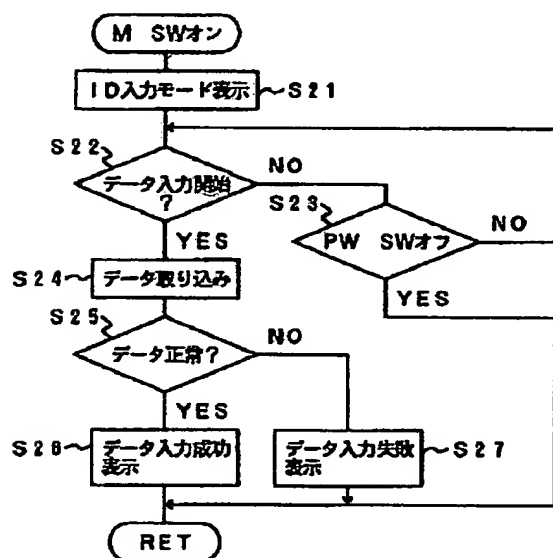 M SWオン
ID入力モード表示
S21
S22
データ入力開始
?
NO
S23
PW SWオフ
NO
YES
YES
S24
データ取り込み
S25
データ正常?
NO
YES
S26
データ入力成功
表示
データ入力失敗
表示
S27
RET